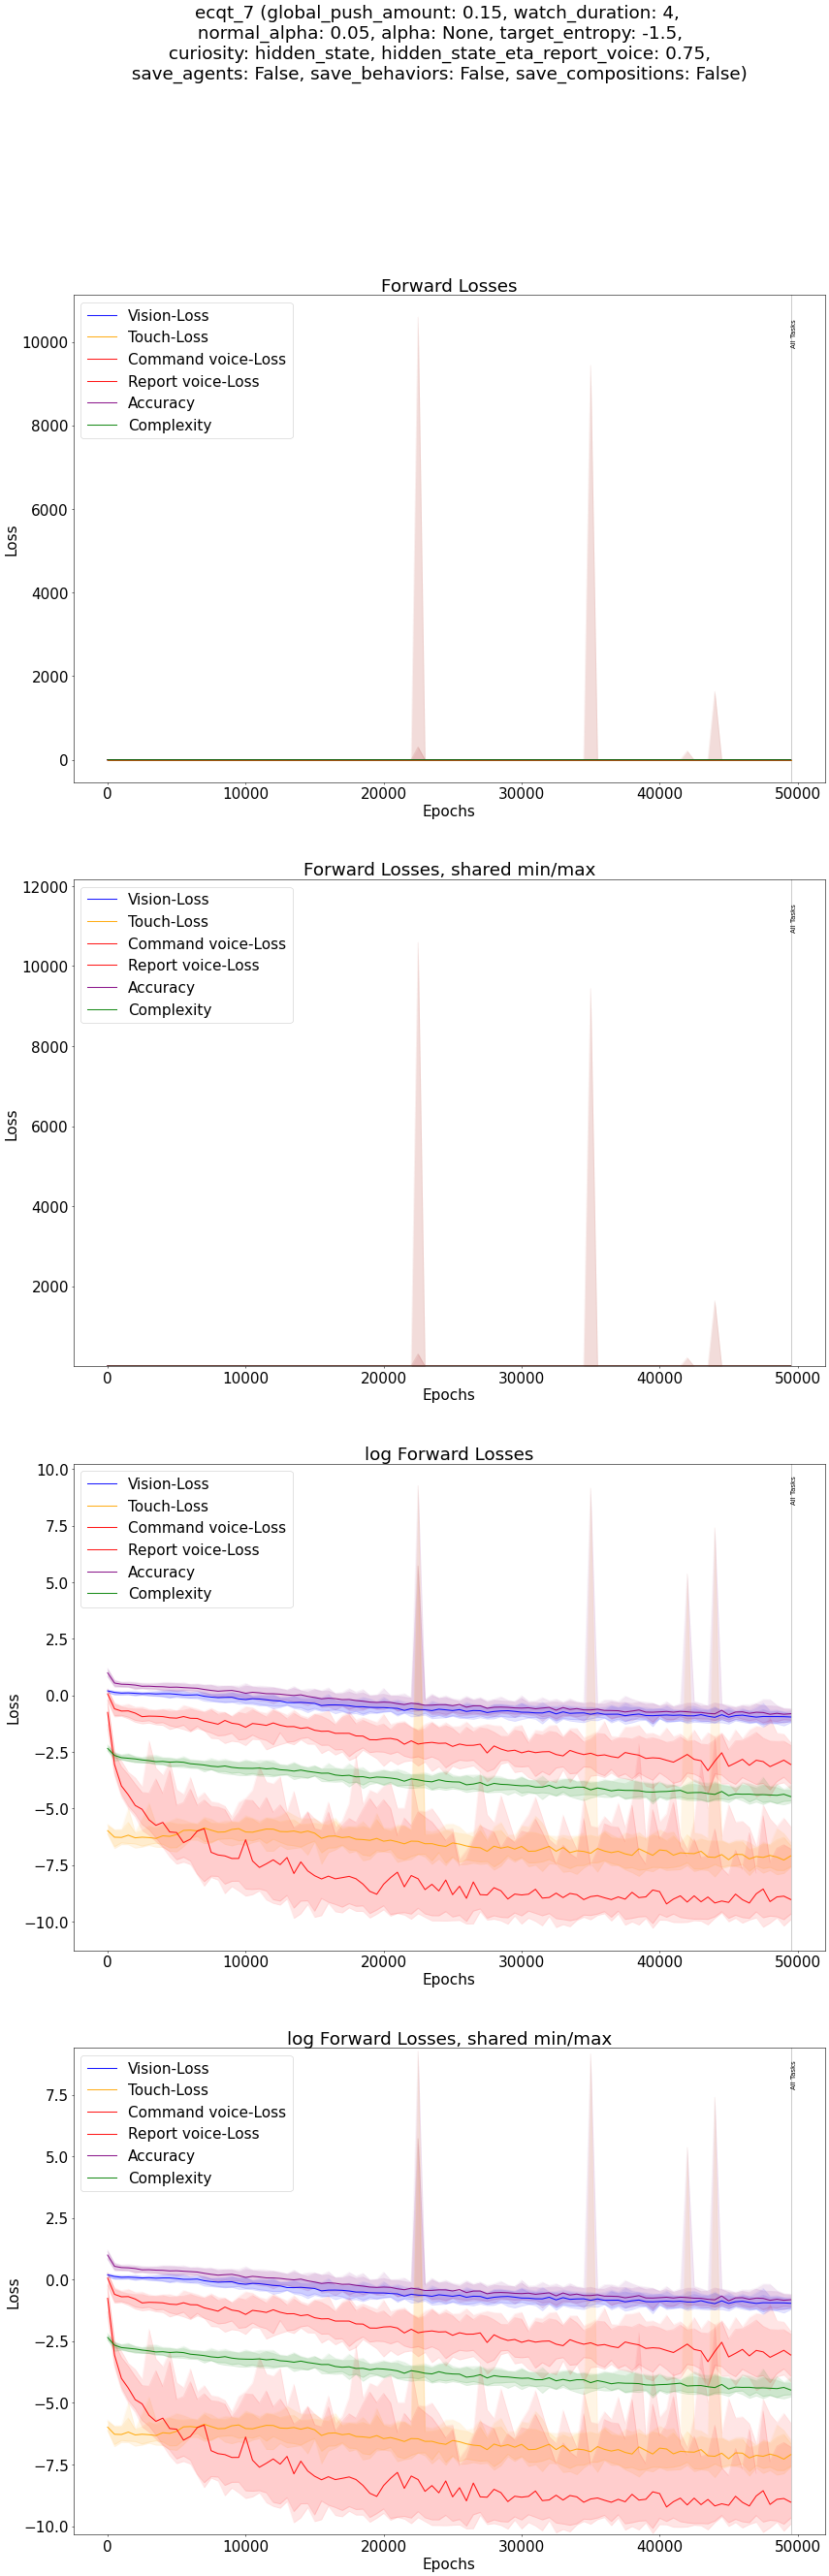 ecqt_7 (global_push_amount: 0.15, watch_duration: 4,
normal_alpha: 0.05, alpha: None, target_entropy: -1.5,
curiosity: hidden_state, hidden_state_eta_report_voice: 0.75,
save_agents: False, save_behaviors: False, save_compositions: False)
Forward Losses
Vision-Loss
Touch-Loss
Command voice-Loss
Report voice-Loss
Accuracy
Complexity
All Tasks
10000
8000
6000
4000
2000
0
Loss
0 10000 20000 30000 40000 50000
Epochs
Forward Losses, shared min/max
Vision-Loss
Touch-Loss
Command voice-Loss
Report voice-Loss
Accuracy
Complexity
All Tasks
12000
10000
8000
6000
4000
2000
Loss
0 10000 20000 30000 40000 50000
Epochs
log Forward Losses
Vision-Loss
Touch-Loss
Command voice-Loss
Report voice-Loss
Accuracy
Complexity
All Tasks
10.0
7.5
5.0
2.5
0.0
−2.5
−5.0
−7.5
−10.0
Loss
0 10000 20000 30000 40000 50000
Epochs
log Forward Losses, shared min/max
Vision-Loss
Touch-Loss
Command voice-Loss
Report voice-Loss
Accuracy
Complexity
All Tasks
7.5
5.0
2.5
0.0
−2.5
−5.0
−7.5
−10.0
Loss
0 10000 20000 30000 40000 50000
Epochs